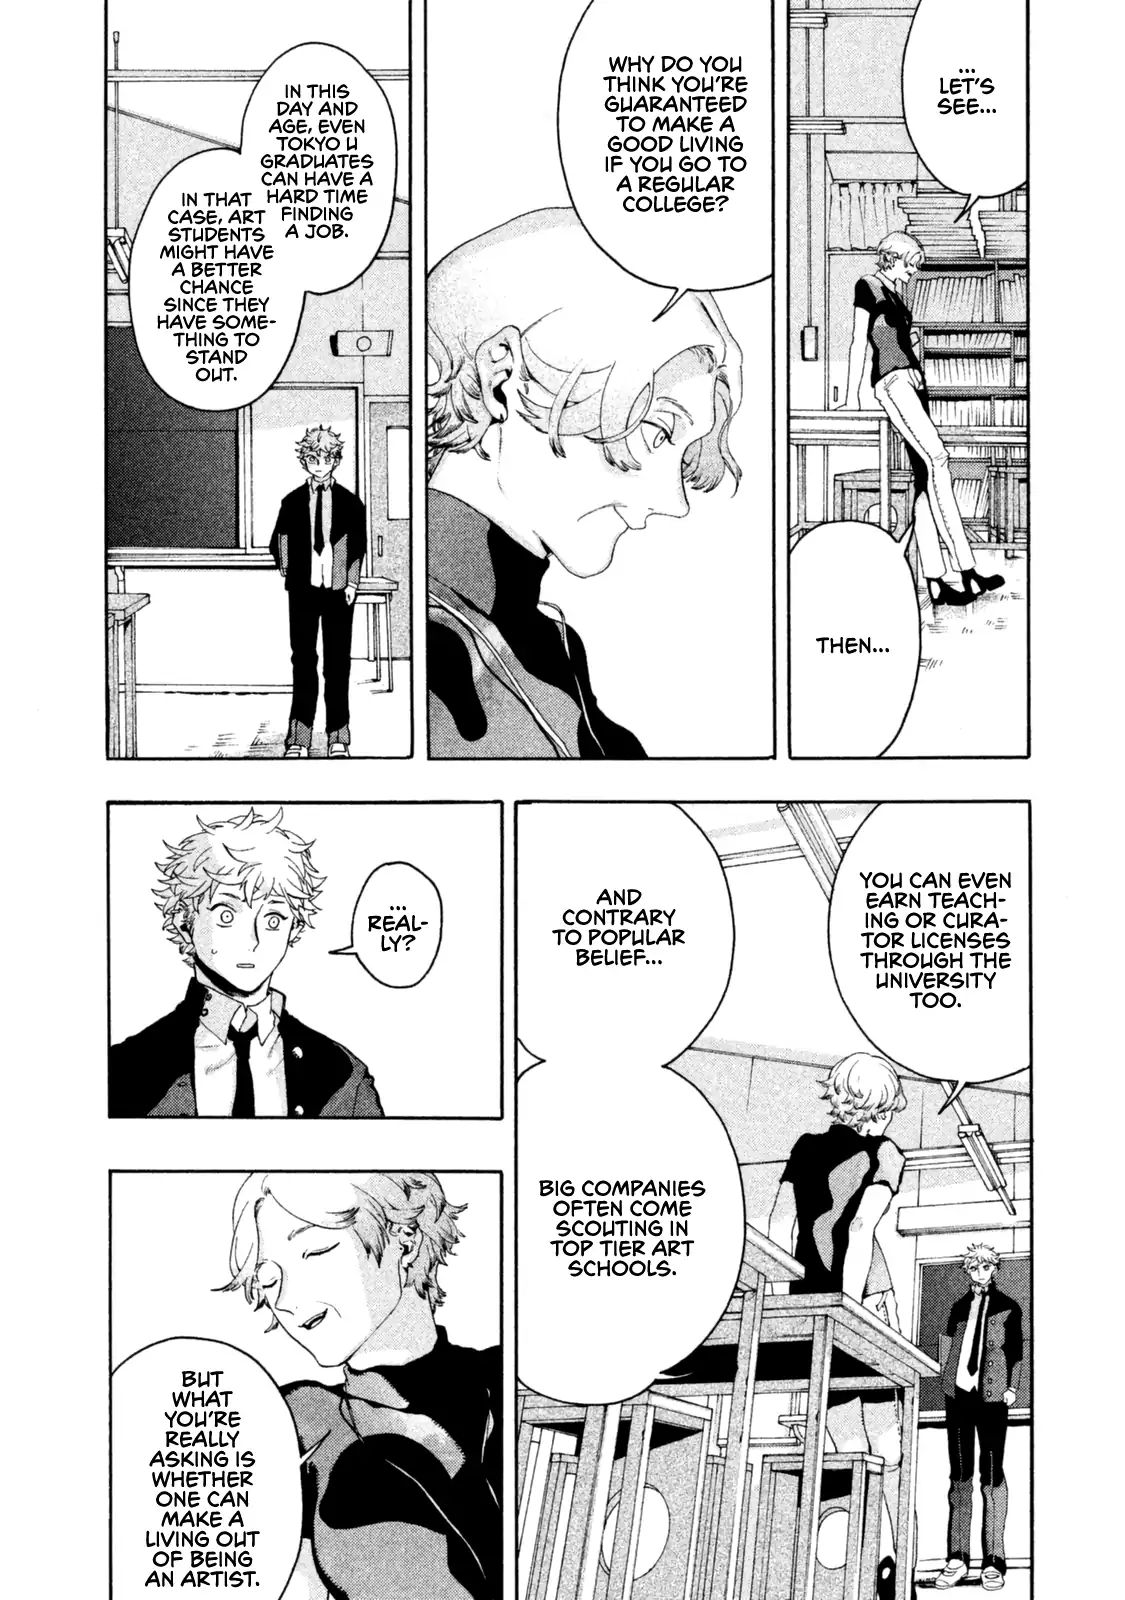 ...
LET'S
SEE...
THEN...
WHY DO YOU
THINK YOU'RE
GUARANTEED
TO MAKE A
GOOD LIVING
IF YOU GO TO
A REGULAR
COLLEGE?
IN THIS
DAY AND
AGE, EVEN
TOKYO U
GRADUATES
CAN HAVE A
HARD TIME
FINDING
A JOB.
IN THAT
CASE, ART
STUDENTS
MIGHT HAVE
A BETTER
CHANCE
SINCE THEY
HAVE SOME-
THING TO
STAND
OUT.
YOU CAN EVEN
EARN TEACH-
ING OR CURA-
TOR LICENSES
THROUGH THE
UNIVERSITY
TOO.
AND
CONTRARY
TO POPULAR
BELIEF...
BIG COMPANIES
OFTEN COME
SCOUTING IN
TOP TIER ART
SCHOOLS.
...
REAL-
LY?
BUT
WHAT
YOU'RE
REALLY
ASKING IS
WHETHER
ONE CAN
MAKE A
LIVING OUT
OF BEING
AN ARTIST.